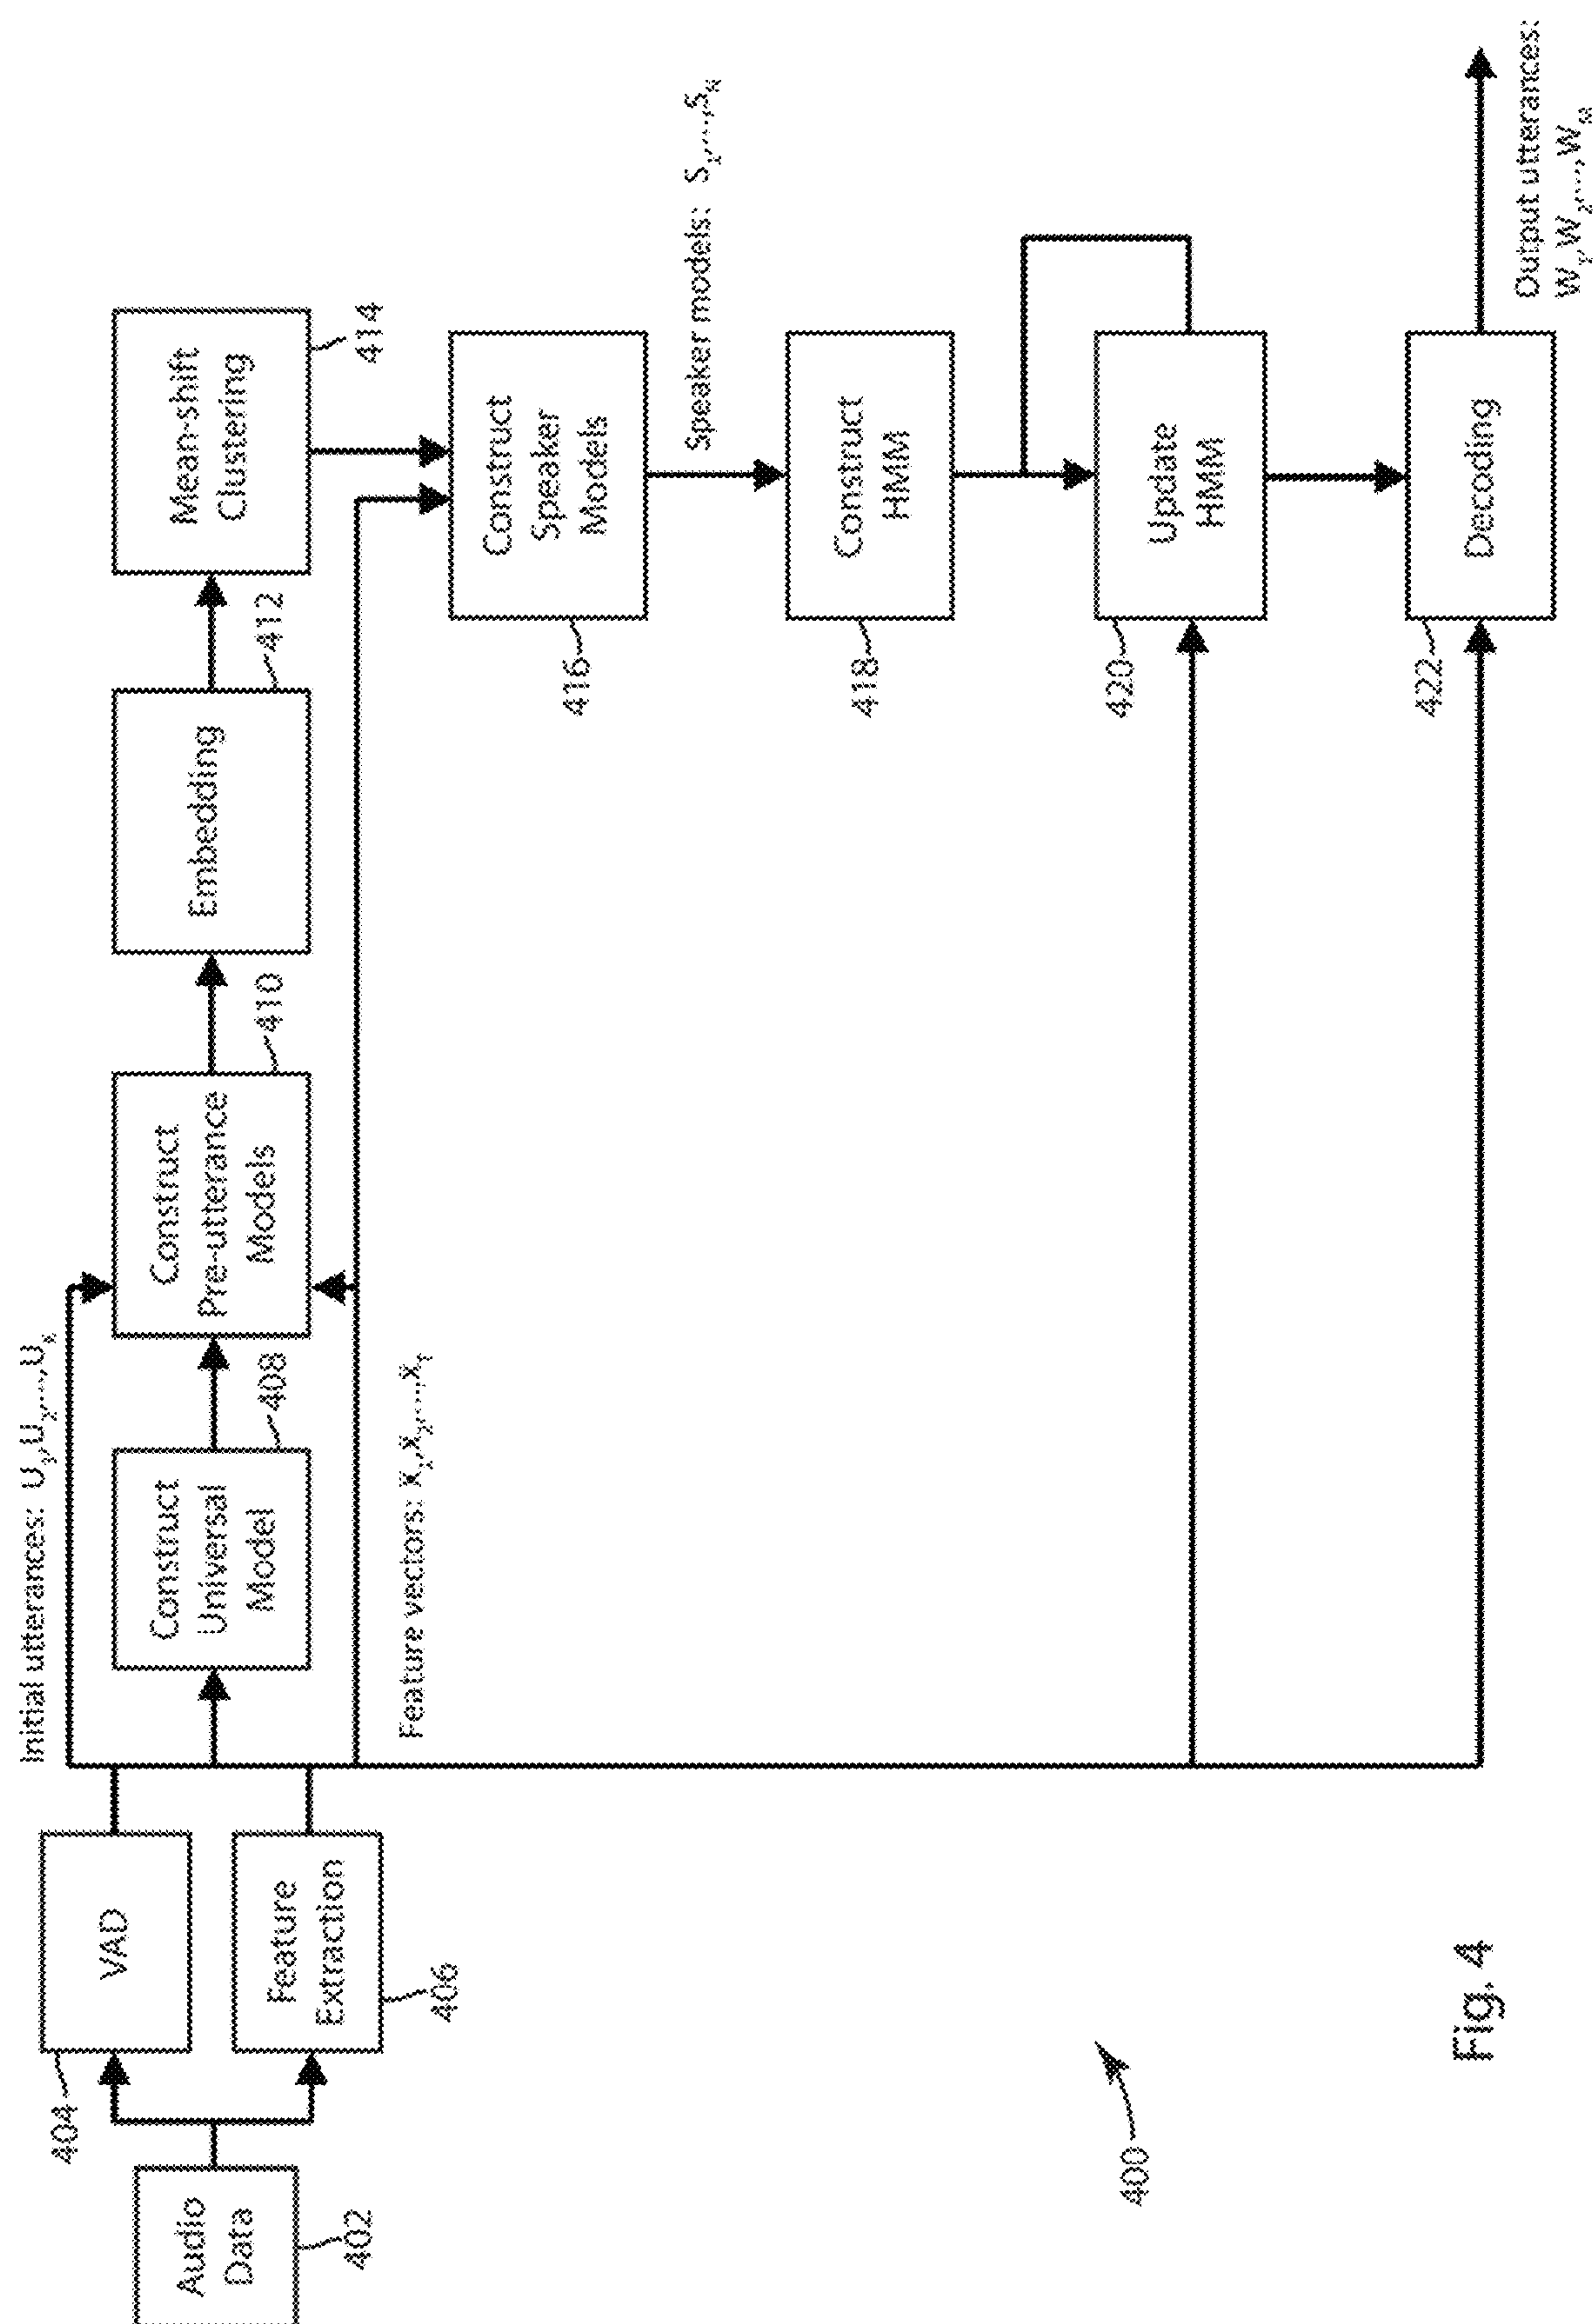 Audio
Data
402
404
VAD
Feature
Extraction
406
Initial utterances: U1,U2,...,UK
Construct
Universal
Model
408
Construct
Pre-utterance
Models
410
Embedding
412
Mean-shift
Clustering
414
Feature vectors: X1,X2,...,XT
Construct
Speaker
Models
416
Speaker models: S1,...,SN
Construct
HMM
418
Update
HMM
420
Decoding
422
Output utterances:
W1,W2,...,WM
400
Fig. 4